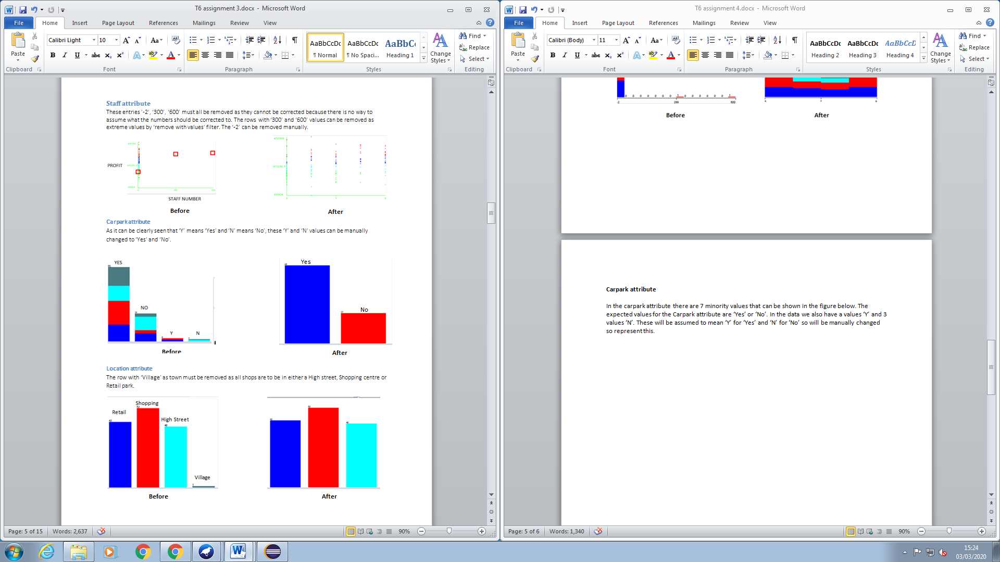 T6 assignment 3.docx - Microsoft Word
File Home Insert Page Layout References Mailings Review View
Calibri Light 10
Paste
AaBbCcDc AaBbCcDc AaBbCc
¶ Normal ¶ No Spaci... Heading 1
Change Styles
Find
Replace
Select
Clipboard Font Paragraph Styles Editing
Staff attribute
These entries ‘-2’, ‘300’, ‘600’ must all be removed as they cannot be corrected because there is no way to
assume what the numbers should be corrected to. The rows with ‘300’ and ‘600’ values can be removed as
extreme values by ‘remove with values’ filter. The ‘-2’ can be removed manually.
PROFIT
STAFF NUMBER
Before
After
Carpark attribute
As it can be clearly seen that ‘Y’ means ‘Yes’ and ‘N’ means ‘No’, these ‘Y’ and ‘N’ values can be manually
changed to ‘Yes’ and ‘No’.
YES
NO
Y
N
Before
Yes
No
After
Location attribute
The row with ‘Village’ as town must be removed as all shops are to be in either a High street, Shopping centre or
Retail park.
Retail
Shopping
High Street
Village
Before
After
Page: 5 of 15 Words: 2,637 90%
T6 assignment 4.docx - Microsoft Word
File Home Insert Page Layout References Mailings Review View
Calibri (Body) 11
Paste
AaBbCcDc AaBbCcDc AaBbCcD
Heading 2 Heading 3 Heading 4
Change Styles
Find
Replace
Select
Clipboard Font Paragraph Styles Editing
Before
After
Carpark attribute
In the carpark attribute there are 7 minority values that can be shown in the figure below. The
expected values for the Carpark attribute are ‘Yes’ or ‘No’. In the data we also have a values ‘Y’ and 3
values ‘N’. These will be assumed to mean ‘Y’ for ‘Yes’ and ‘N’ for ‘No’ so will be manually changed
so represent this.
Page: 5 of 6 Words: 1,340 90%
15:24
03/03/2020